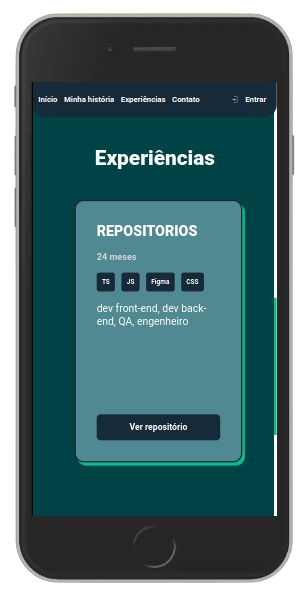 Início Minha história Experiências Contato Entrar
Experiências
REPOSITORIOS
24 meses
TS JS Figma CSS
dev front-end, dev back-
end, QA, engenheiro
Ver repositório